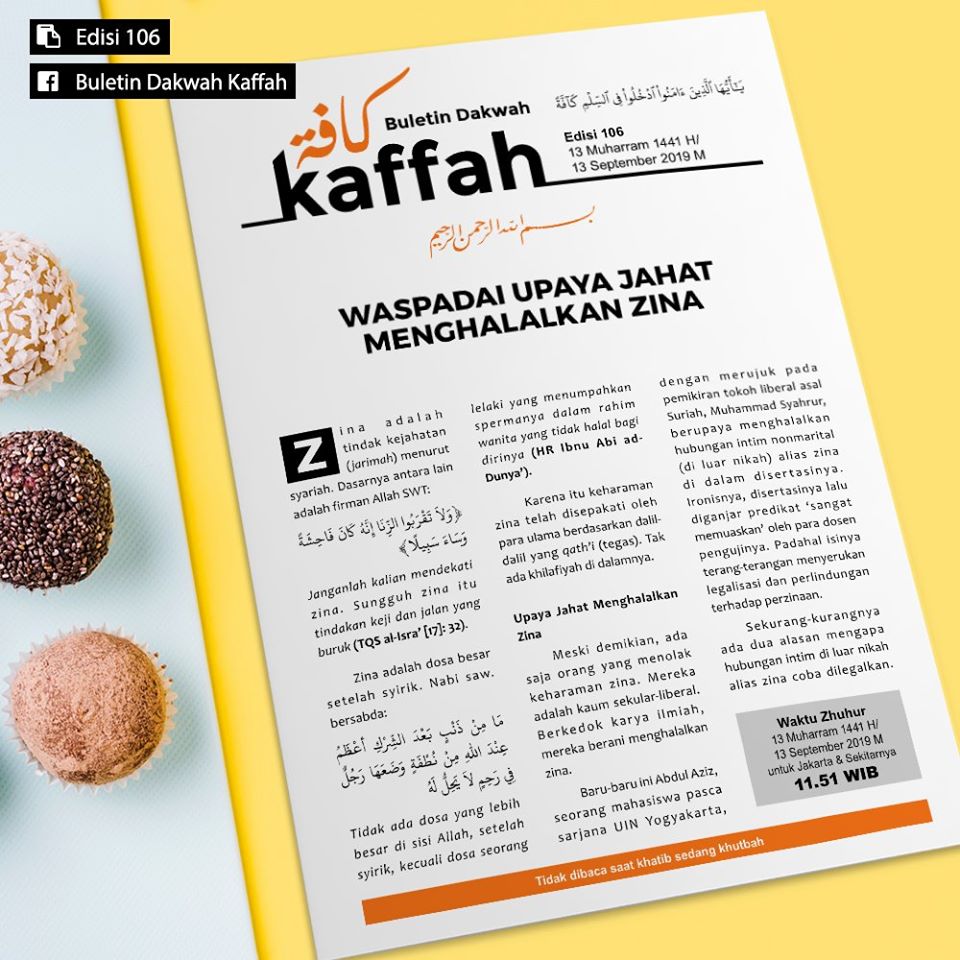 Edisi 106
Buletin Dakwah Kaffah
كافة
Buletin Dakwah
kaffah
يَـٰٓأَيُّهَا ٱلَّذِينَ ءَامَنُوا۟ ٱدْخُلُوا۟ فِى ٱلسِّلْمِ كَآفَّةً
Edisi 106
13 Muharram 1441 H/
13 September 2019 M
بسم الله الرحمن الرحيم
WASPADAI UPAYA JAHAT
MENGHALALKAN ZINA
Zina adalah
tindak kejahatan
(jarimah) menurut
syariah. Dasarnya antara lain
adalah firman Allah SWT:
﴿وَلاَ تَقْرَبُوا الزِّنَا إِنَّهُ كَانَ فَاحِشَةً
وَسَاءَ سَبِيلًا﴾
Janganlah kalian mendekati
zina. Sungguh zina itu
tindakan keji dan jalan yang
buruk (TQS al-Isra’ [17]: 32).
Zina adalah dosa besar
setelah syirik. Nabi saw.
bersabda:
مَا مِنْ ذَنْبٍ بَعْدَ الشِّرْكِ أَعْظَمُ
عِنْدَ اللهِ مِنْ نُطْفَةٍ وَضَعَهَا رَجُلٌ
فِي رَحِمٍ لاَ يَحِلُّ لَهُ
Tidak ada dosa yang lebih
besar di sisi Allah, setelah
syirik, kecuali dosa seorang
lelaki yang menumpahkan
spermanya dalam rahim
wanita yang tidak halal bagi
dirinya (HR Ibnu Abi ad-
Dunya’).
Karena itu keharaman
zina telah disepakati oleh
para ulama berdasarkan dalil-
dalil yang qath’i (tegas). Tak
ada khilafiyah di dalamnya.
Upaya Jahat Menghalalkan
Zina
Meski demikian, ada
saja orang yang menolak
keharaman zina. Mereka
adalah kaum sekular-liberal.
Berkedok karya ilmiah,
mereka berani menghalalkan
zina.
Baru-baru ini Abdul Aziz,
seorang mahasiswa pasca
sarjana UIN Yogyakarta,
dengan merujuk pada
pemikiran tokoh liberal asal
Suriah, Muhammad Syahrur,
berupaya menghalalkan
hubungan intim nonmarital
(di luar nikah) alias zina
di dalam disertasinya.
Ironisnya, disertasinya lalu
diganjar predikat ‘sangat
memuaskan’ oleh para dosen
pengujinya. Padahal isinya
terang-terangan menyerukan
legalisasi dan perlindungan
terhadap perzinaan.
Sekurang-kurangnya
ada dua alasan mengapa
hubungan intim di luar nikah
alias zina coba dilegalkan.
Waktu Zhuhur
13 Muharram 1441 H/
13 September 2019 M
untuk Jakarta & Sekitarnya
11.51 WIB
Tidak dibaca saat khatib sedang khutbah